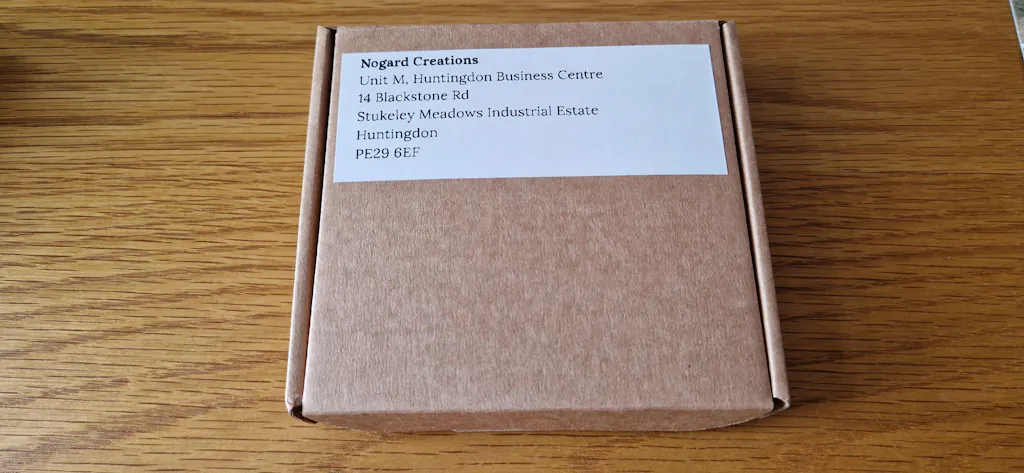 Nogard Creations
Unit M, Huntingdon Business Centre
14 Blackstone Rd
Stukeley Meadows Industrial Estate
Huntingdon
PE29 6EF